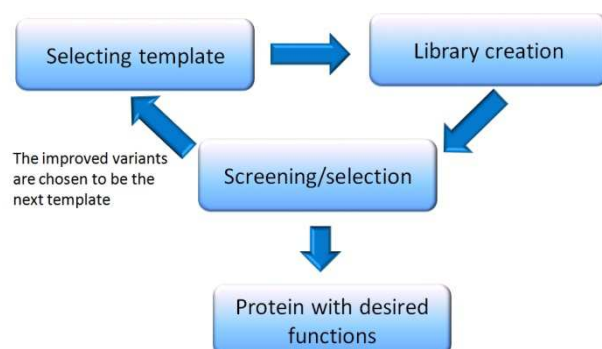 Selecting template
Library creation
The improved variants
are chosen to be the
next template
Screening/selection
Protein with desired
functions